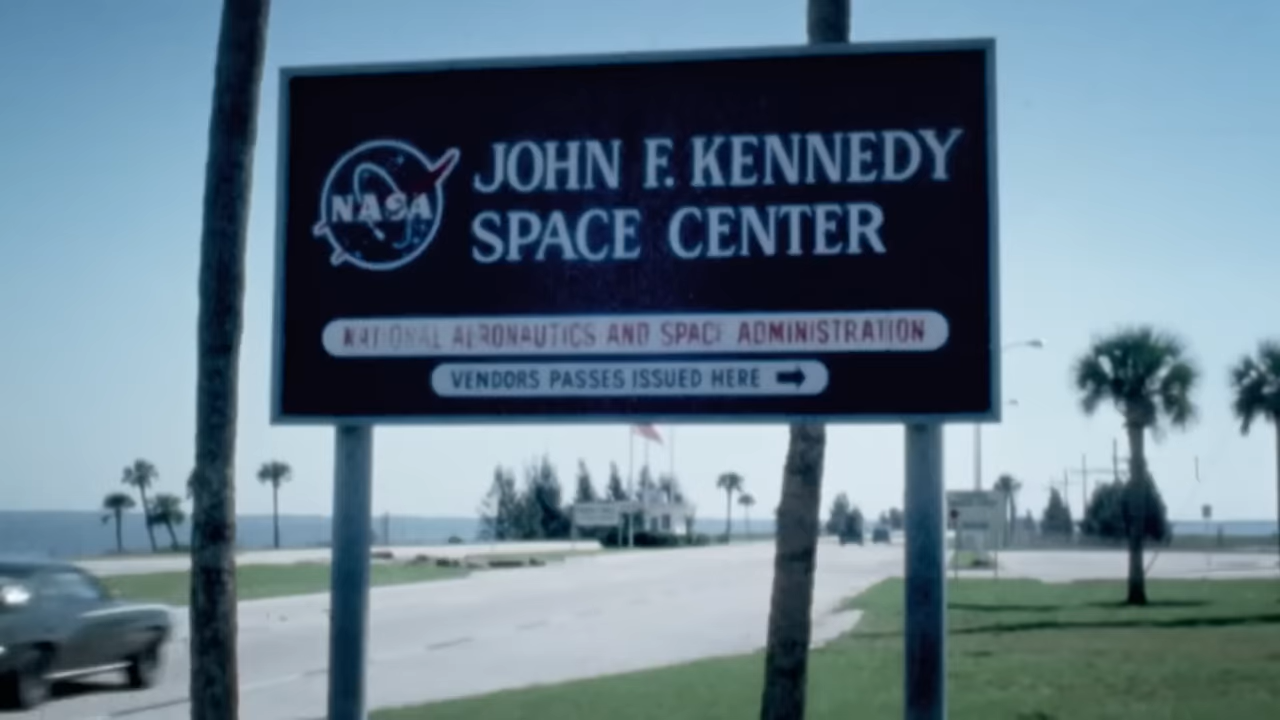 NASA
JOHN F. KENNEDY
SPACE CENTER
NATIONAL AERONAUTICS AND SPACE ADMINISTRATION
VENDORS PASSES ISSUED HERE